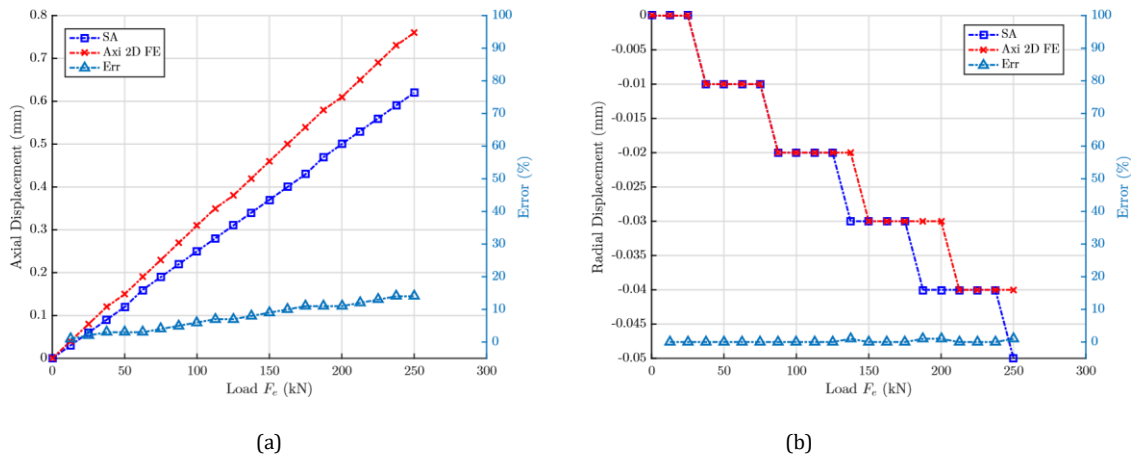 0.8
0.7
0.6
0.5
0.4
0.3
0.2
0.1
0
Axial Displacement (mm)
SA
Axi 2D FE
Err
100
90
80
70
60
50
40
30
20
10
0
Error (%)
0 50 100 150 200 250 300
Load Fe (kN)
(a)
0
-0.005
-0.01
-0.015
-0.02
-0.025
-0.03
-0.035
-0.04
-0.045
-0.05
Radial Displacement (mm)
SA
Axi 2D FE
Err
100
90
80
70
60
50
40
30
20
10
0
Error (%)
0 50 100 150 200 250 300
Load Fe (kN)
(b)